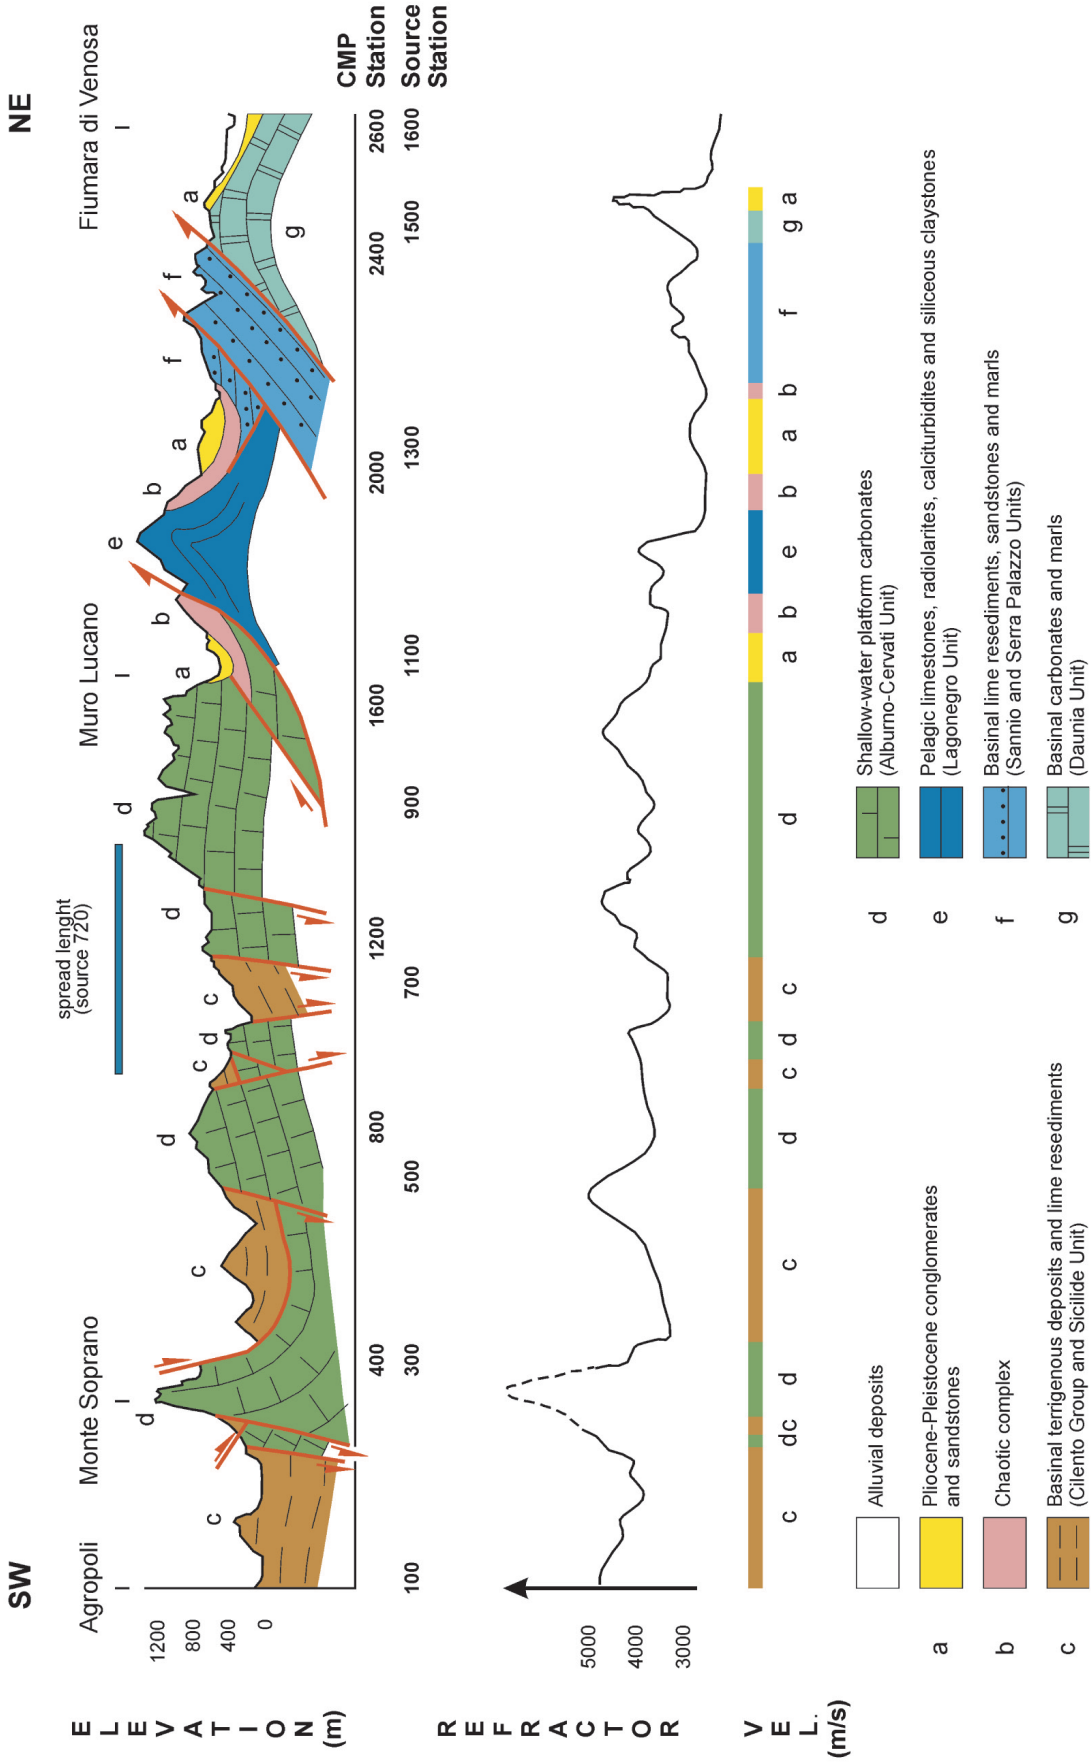 SW
NE
Agropoli
Monte Soprano
Muro Lucano
Fiumara di Venosa
spread lenght
(source 720)
c
d
c
d
c
d
d
d
a
b
e
b
a
f
f
a
g
ELEVATION
(m)
1200
800
400
0
CMP
Station
400
800
1200
1600
2000
2400
2600
Source
Station
100
300
500
700
900
1100
1300
1500
1600
REFRACTOR
5000
4000
3000
VEL.
(m/s)
c
d
c
d
c
d
c
d
c
d
a
b
e
b
a
b
f
g
a
Alluvial deposits
a
Pliocene-Pleistocene conglomerates
and sandstones
b
Chaotic complex
c
Basinal terrigenous deposits and lime resediments
(Cilento Group and Sicilide Unit)
d
Shallow-water platform carbonates
(Alburno-Cervati Unit)
e
Pelagic limestones, radiolarites, calciturbidites and siliceous claystones
(Lagonegro Unit)
f
Basinal lime resediments, sandstones and marls
(Sannio and Serra Palazzo Units)
g
Basinal carbonates and marls
(Daunia Unit)